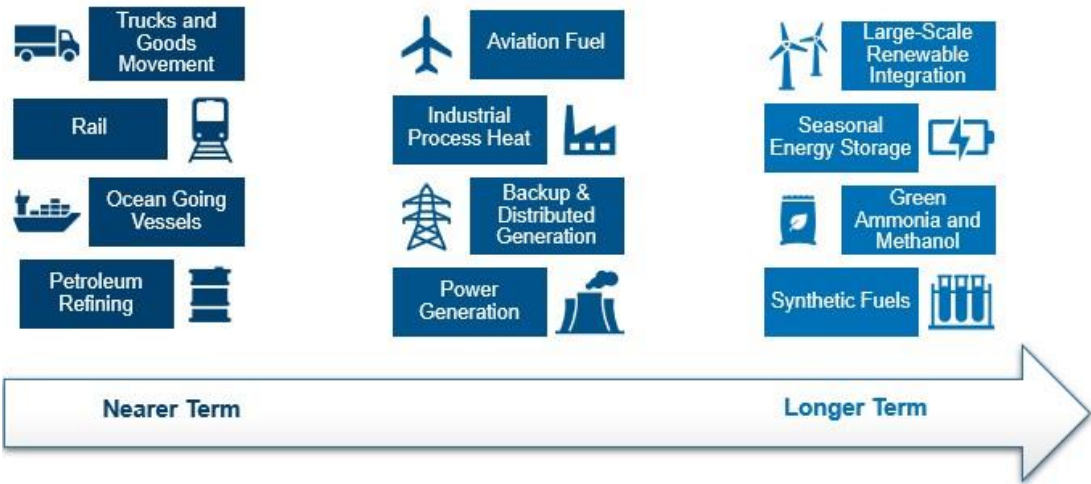 Trucks and
Goods
Movement
Rail
Ocean Going
Vessels
Petroleum
Refining
Aviation Fuel
Industrial
Process Heat
Backup &
Distributed
Generation
Power
Generation
Large-Scale
Renewable
Integration
Seasonal
Energy Storage
Green
Ammonia and
Methanol
Synthetic Fuels
Nearer Term
Longer Term